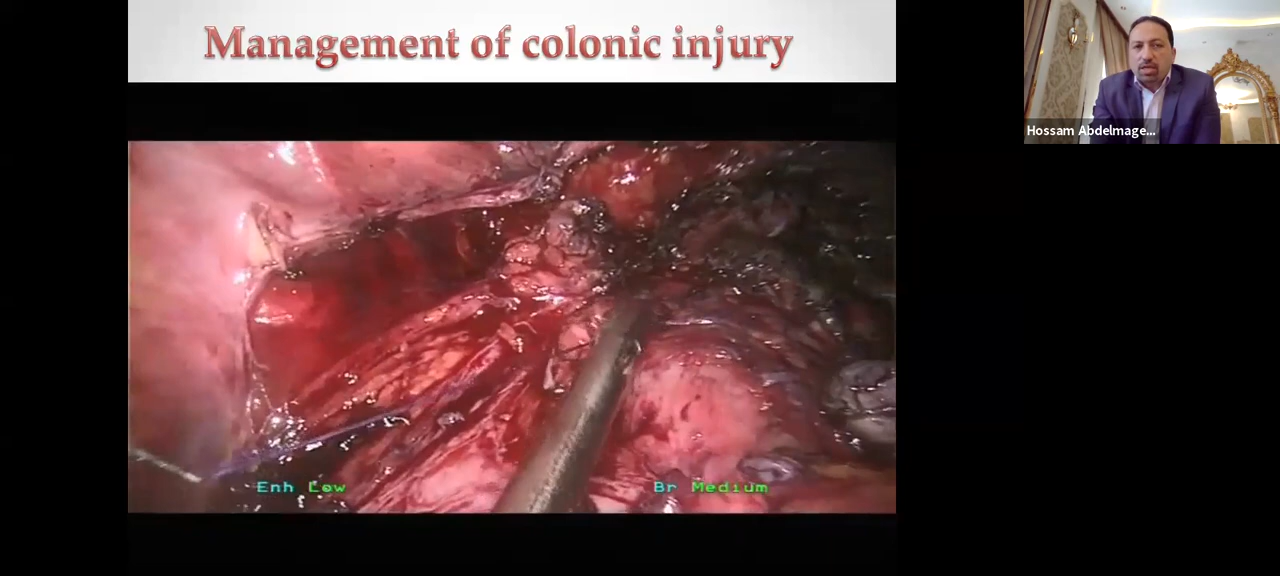 Management of colonic injury
Hossam Abdelmage...
Enh Low
Br Medium